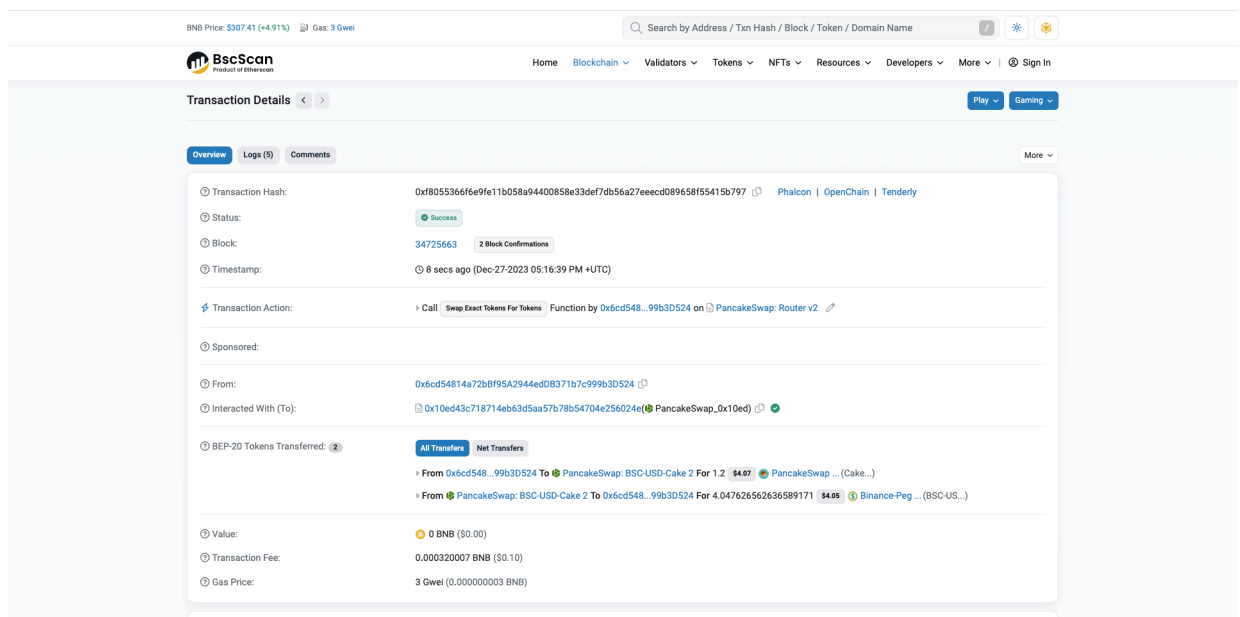 BNB Price: $307.41 (+4.91%) Gas: 3 Gwei
Search by Address / Txn Hash / Block / Token / Domain Name /
BscScan
Product of Etherscan
Home Blockchain Validators Tokens NFTs Resources Developers More | Sign In
Transaction Details
Play Gaming
Overview Logs (5) Comments
More
Transaction Hash: 0xf8055366f6e9fe11b058a94400858e33def7db56a27eeecd089658f55415b797 Phalcon | OpenChain | Tenderly
Status: Success
Block: 34725663 2 Block Confirmations
Timestamp: 8 secs ago (Dec-27-2023 05:16:39 PM +UTC)
Transaction Action: Call Swap Exact Tokens For Tokens Function by 0x6cd548...99b3D524 on PancakeSwap: Router v2
Sponsored:
From: 0x6cd54814a72bBf95A2944edDB371b7c999b3D524
Interacted With (To): 0x10ed43c718714eb63d5aa57b78b54704e256024e(PancakeSwap_0x10ed)
BEP-20 Tokens Transferred: 2 All Transfers Net Transfers
From 0x6cd548...99b3D524 To PancakeSwap: BSC-USD-Cake 2 For 1.2 $4.07 PancakeSwap ... (Cake...)
From PancakeSwap: BSC-USD-Cake 2 To 0x6cd548...99b3D524 For 4.047626562636589171 $4.05 Binance-Peg ... (BSC-US...)
Value: 0 BNB ($0.00)
Transaction Fee: 0.000320007 BNB ($0.10)
Gas Price: 3 Gwei (0.000000003 BNB)